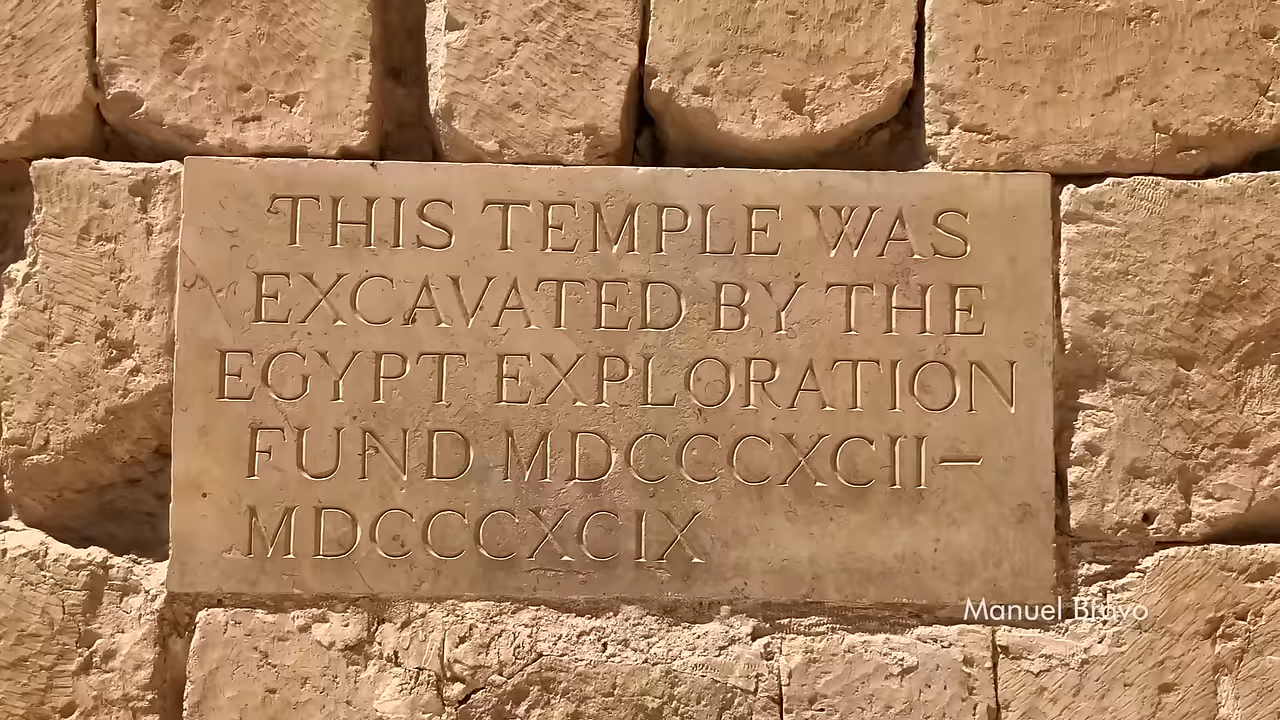 THIS TEMPLE WAS
EXCAVATED BY THE
EGYPT EXPLORATION
FUND MDCCCXCII–
MDCCCXCIX
Manuel Bravo